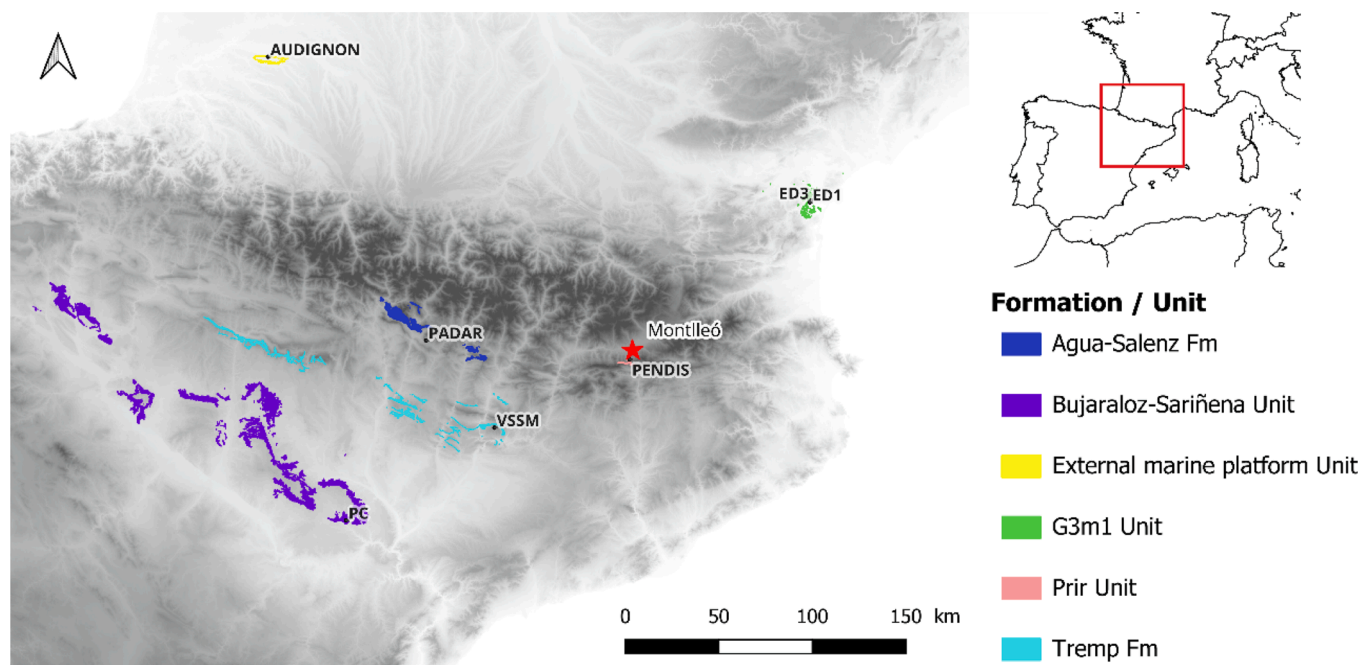 AUDIGNON
ED3 ED1
Montlleó
PADAR
PENDIS
VSSM
PC
0 50 100 150 km
Formation / Unit
Agua-Salenz Fm
Bujaraloz-Sariñena Unit
External marine platform Unit
G3m1 Unit
Prir Unit
Tremp Fm